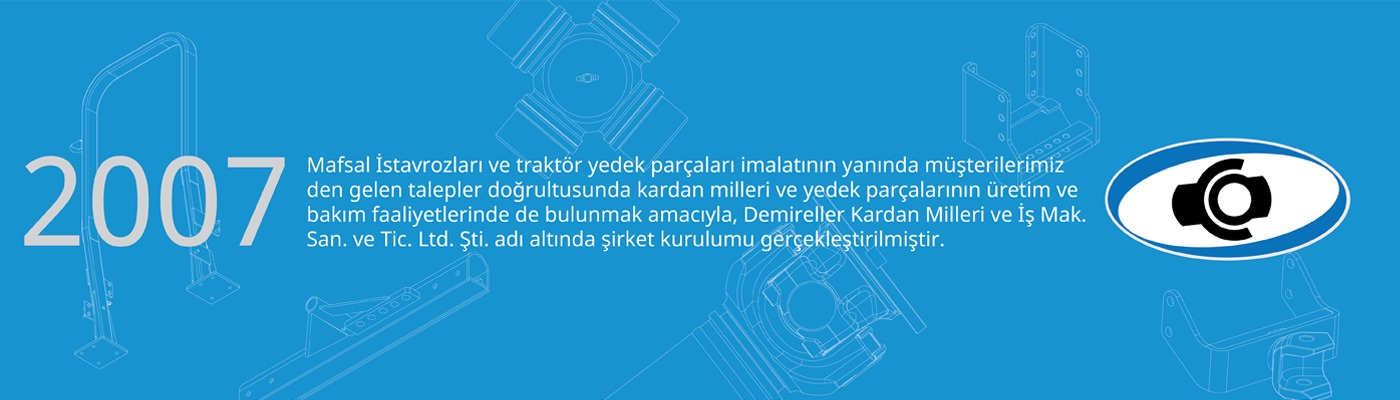 2007
Mafsal İstavrozları ve traktör yedek parçaları imalatının yanında müşterilerimiz
den gelen talepler doğrultusunda kardan milleri ve yedek parçalarının üretim ve
bakım faaliyetlerinde de bulunmak amacıyla, Demireller Kardan Milleri ve İş Mak.
San. ve Tic. Ltd. Şti. adı altında şirket kurulumu gerçekleştirilmiştir.